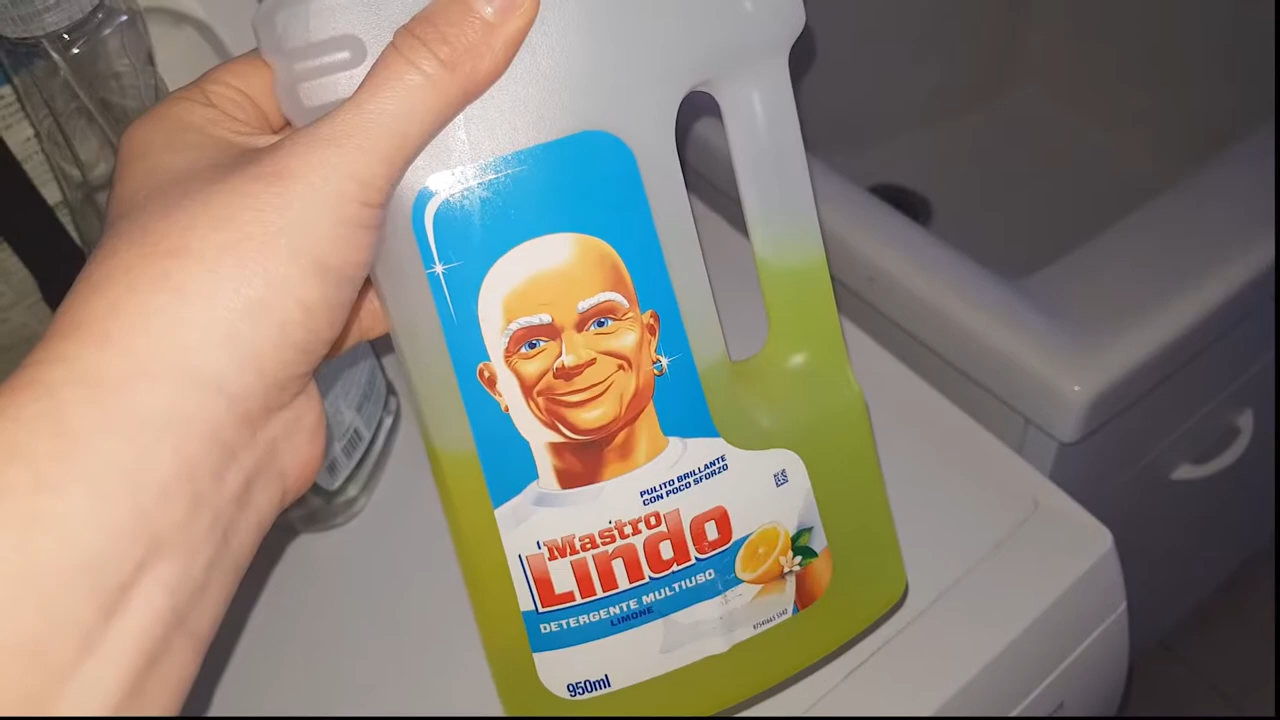 PULITO BRILLANTE
CON POCO SFORZO
Mastro
Lindo
DETERGENTE MULTIUSO
LIMONE
950ml